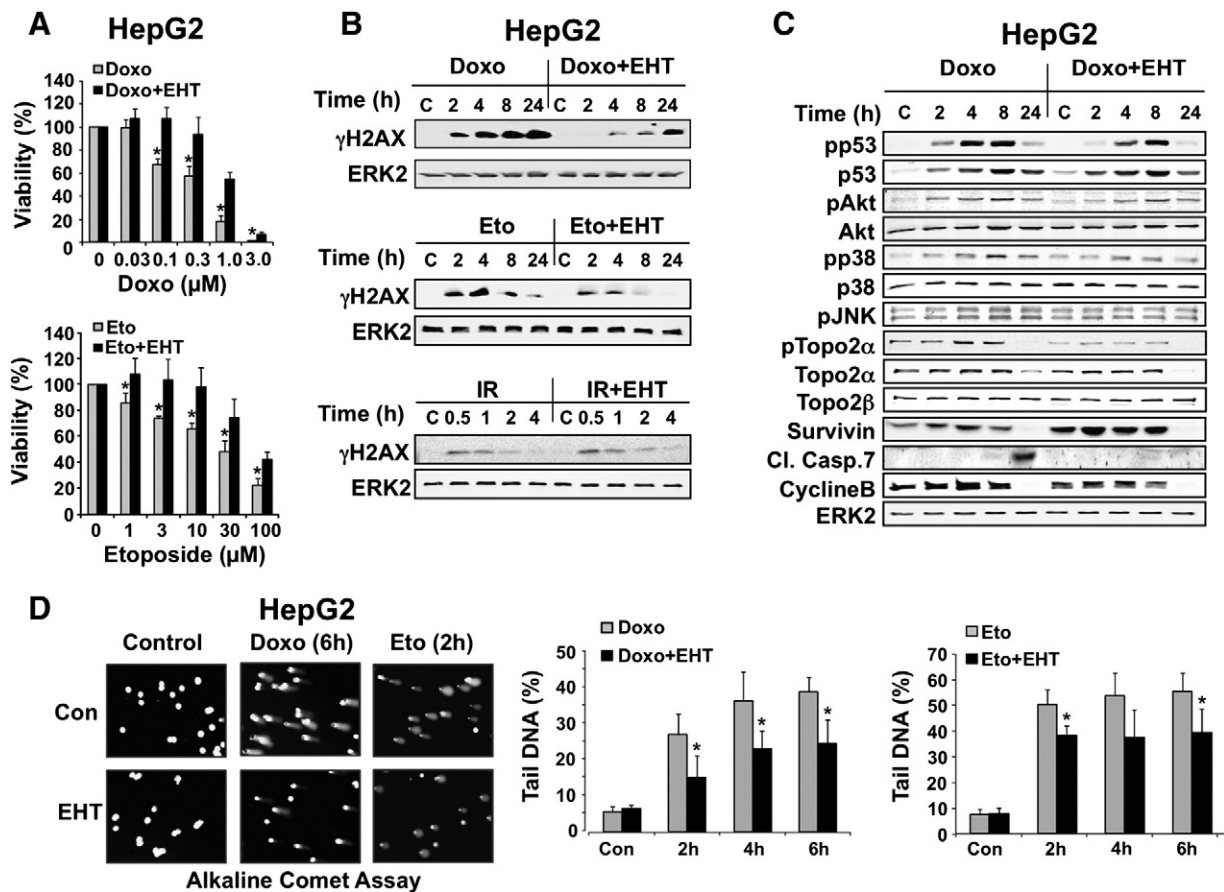 A
HepG2
Doxo
Doxo+EHT
Viability (%)
140
120
100
80
60
40
20
0
* * * *
0 0.03 0.1 0.3 1.0 3.0
Doxo (µM)
Eto
Eto+EHT
Viability (%)
140
120
100
80
60
40
20
0
* * * * *
0 1 3 10 30 100
Etoposide (µM)
B
HepG2
Doxo Doxo+EHT
Time (h) C 2 4 8 24 C 2 4 8 24
γH2AX
ERK2
Eto Eto+EHT
Time (h) C 2 4 8 24 C 2 4 8 24
γH2AX
ERK2
IR IR+EHT
Time (h) C 0.5 1 2 4 C 0.5 1 2 4
γH2AX
ERK2
C
HepG2
Doxo Doxo+EHT
Time (h) C 2 4 8 24 C 2 4 8 24
pp53
p53
pAkt
Akt
pp38
p38
pJNK
pTopo2α
Topo2α
Topo2β
Survivin
Cl. Casp.7
CyclineB
ERK2
D
HepG2
Control Doxo (6h) Eto (2h)
Con
EHT
Alkaline Comet Assay
Doxo
Doxo+EHT
Tail DNA (%)
50
40
30
20
10
0
* * *
Con 2h 4h 6h
Eto
Eto+EHT
Tail DNA (%)
70
60
50
40
30
20
10
0
* *
Con 2h 4h 6h